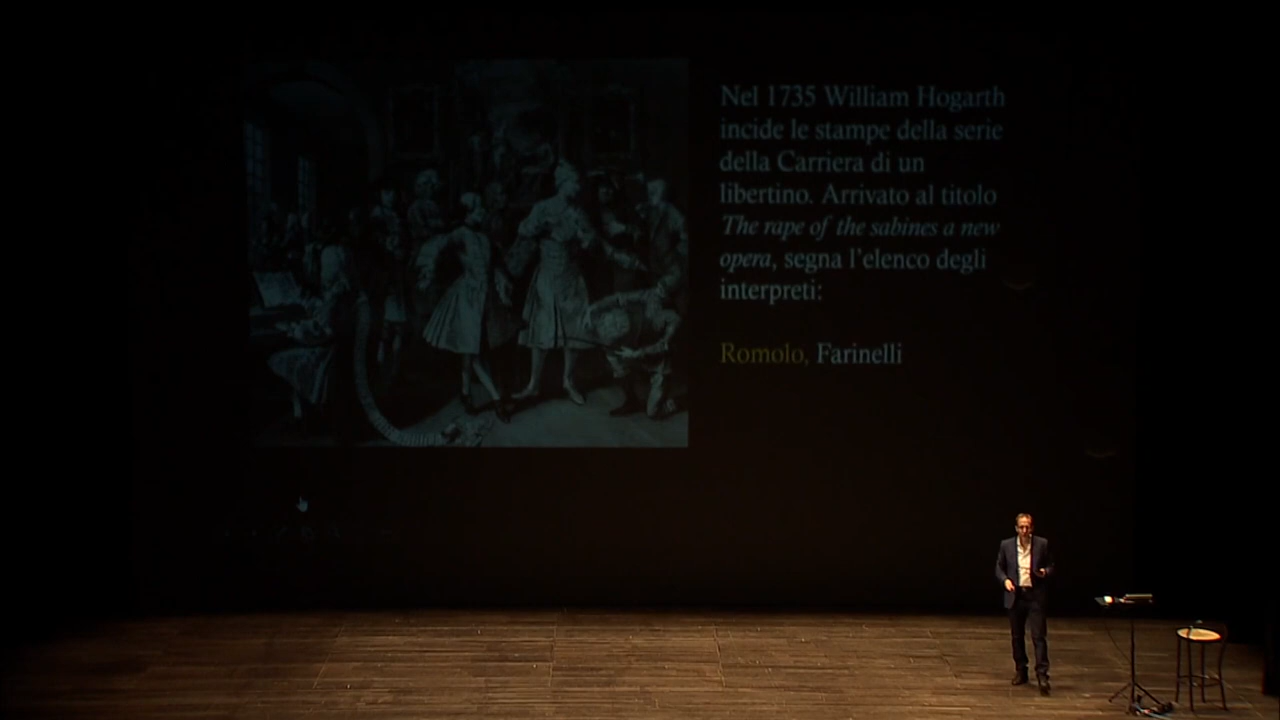 Nel 1735 William Hogarth
incide le stampe della serie
della Carriera di un
libertino. Arrivato al titolo
The rape of the sabines a new
opera, segna l'elenco degli
interpreti:
Romolo, Farinelli